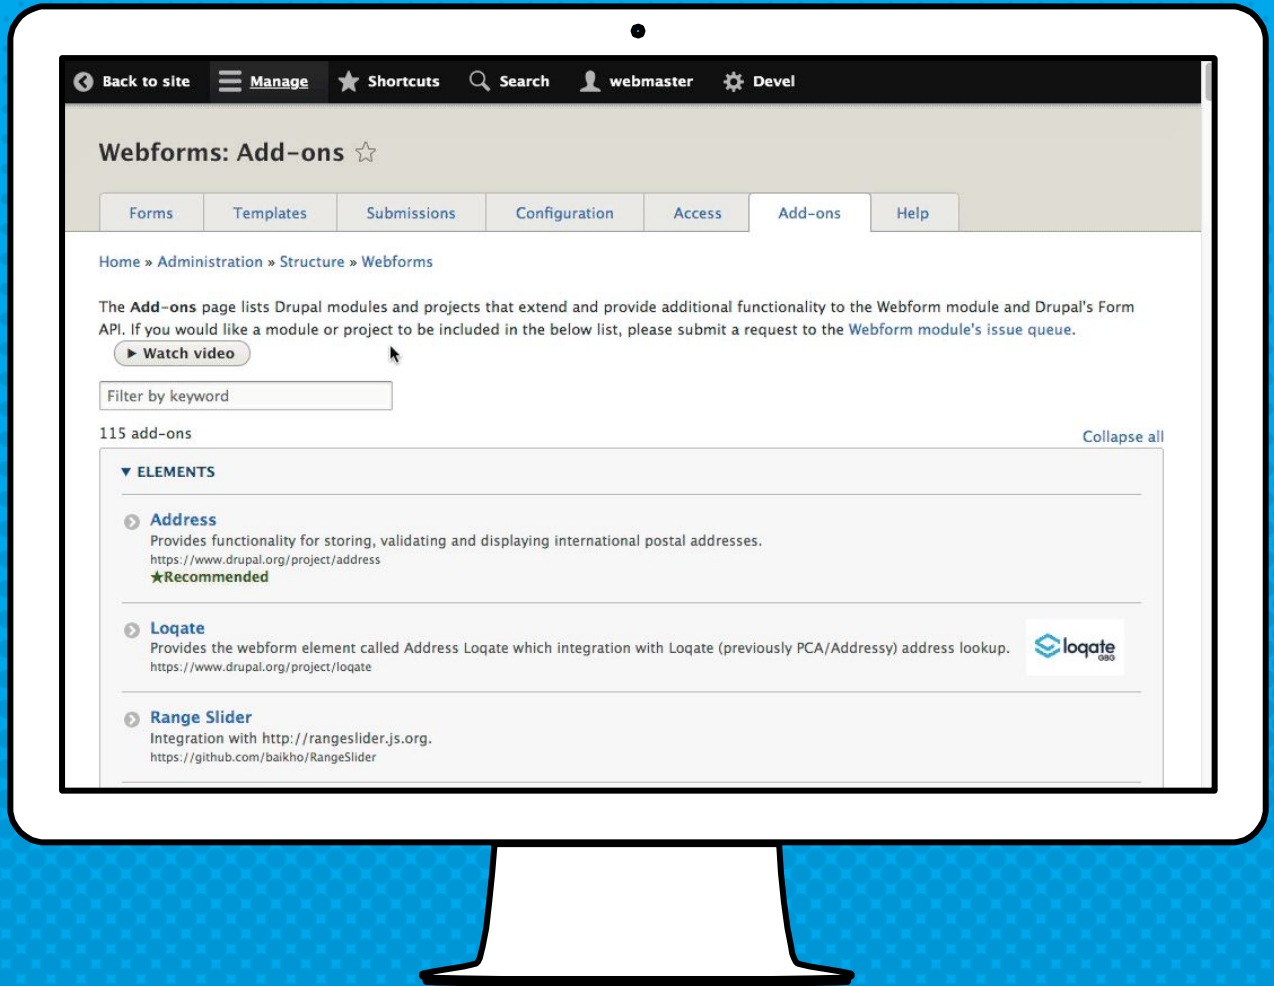 Back to site Manage Shortcuts Search webmaster Devel
Webforms: Add-ons
Forms Templates Submissions Configuration Access Add-ons Help
Home » Administration » Structure » Webforms
The Add-ons page lists Drupal modules and projects that extend and provide additional functionality to the Webform module and Drupal's Form
API. If you would like a module or project to be included in the below list, please submit a request to the Webform module's issue queue.
▶ Watch video
Filter by keyword
115 add-ons
Collapse all
▼ ELEMENTS
Address
Provides functionality for storing, validating and displaying international postal addresses.
https://www.drupal.org/project/address
★Recommended
Loqate
Provides the webform element called Address Loqate which integration with Loqate (previously PCA/Addressy) address lookup.
https://www.drupal.org/project/loqate
loqate
GBG
Range Slider
Integration with http://rangeslider.js.org.
https://github.com/baikho/RangeSlider